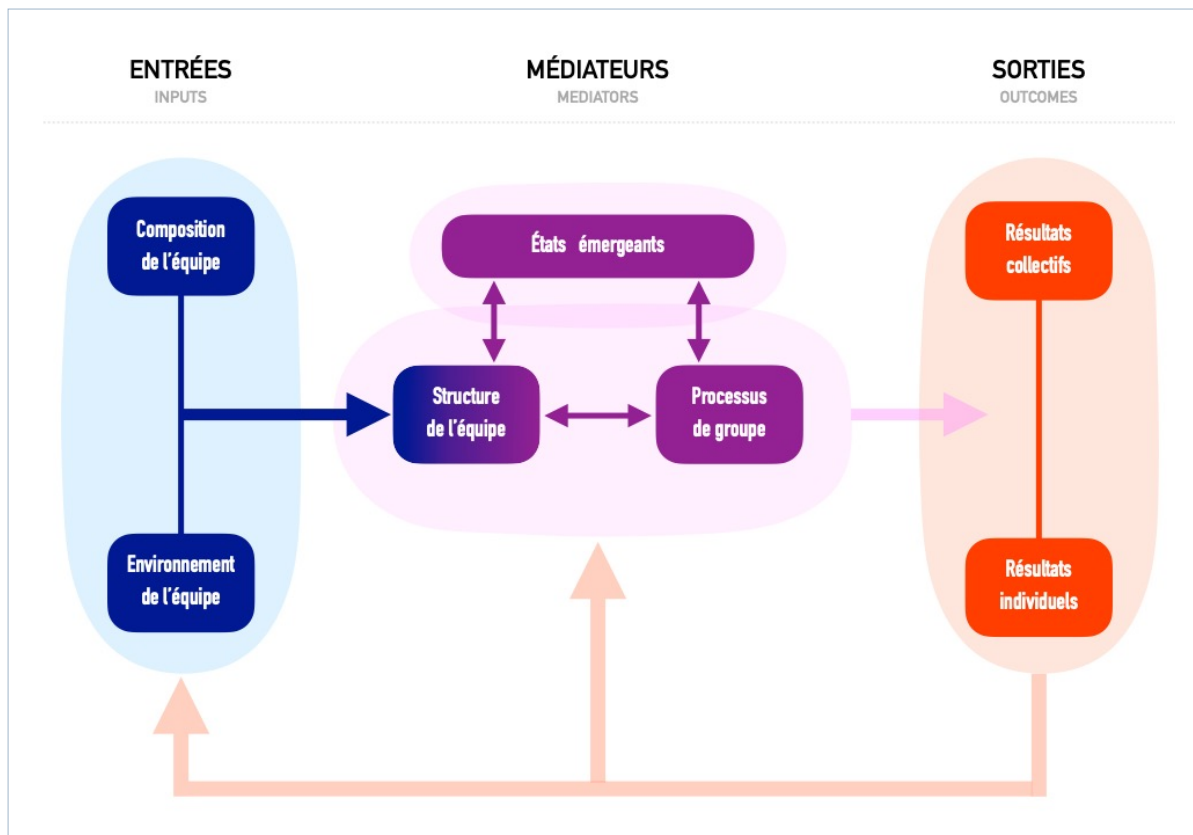 ENTRÉES
INPUTS
MÉDIATEURS
MEDIATORS
SORTIES
OUTCOMES
Composition
de l'équipe
Environnement
de l'équipe
États émergeants
Structure
de l'équipe
Processus
de groupe
Résultats
collectifs
Résultats
individuels